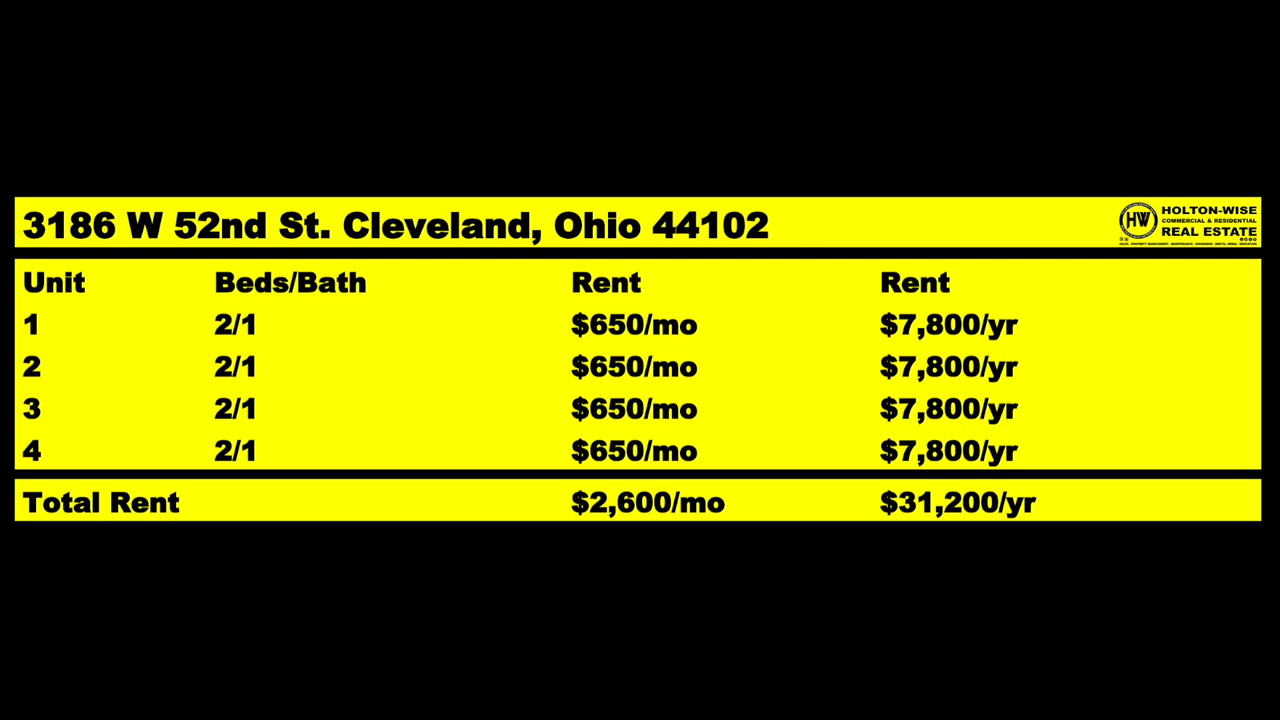 3186 W 52nd St. Cleveland, Ohio 44102
HW
HOLTON-WISE
COMMERCIAL & RESIDENTIAL
REAL ESTATE
Unit Beds/Bath Rent Rent
1 2/1 $650/mo $7,800/yr
2 2/1 $650/mo $7,800/yr
3 2/1 $650/mo $7,800/yr
4 2/1 $650/mo $7,800/yr
Total Rent $2,600/mo $31,200/yr